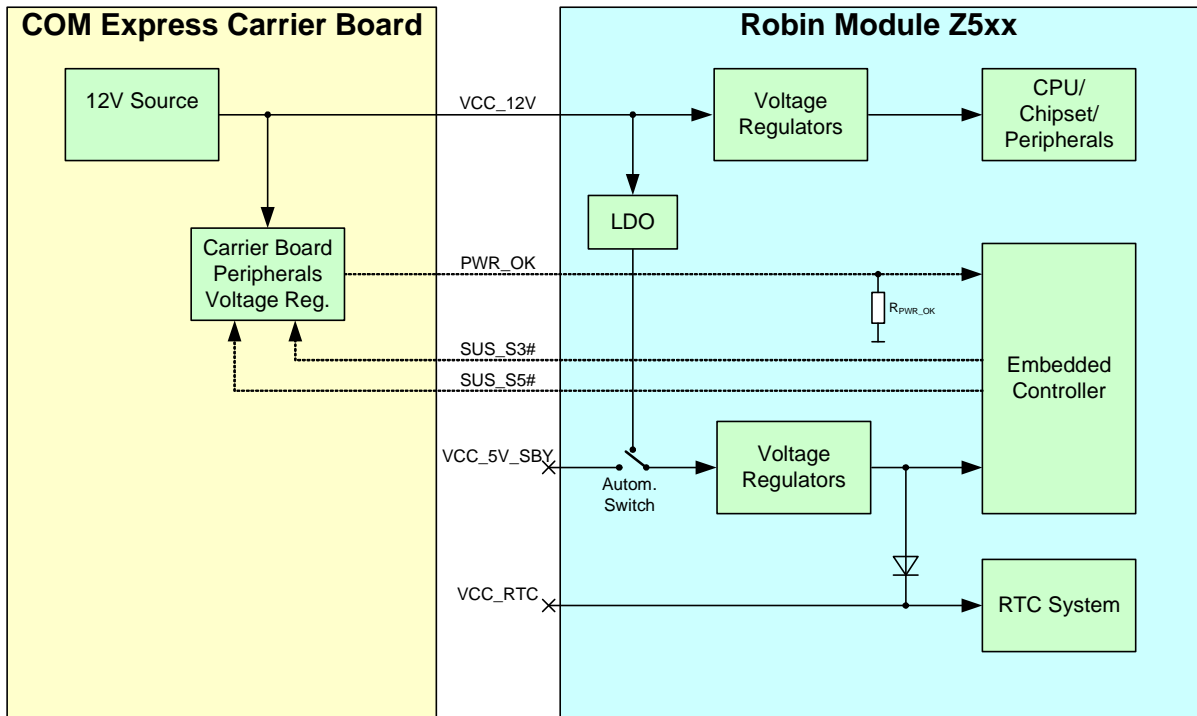 COM Express Carrier Board
Robin Module Z5xx
12V Source
VCC_12V
Voltage
Regulators
CPU/
Chipset/
Peripherals
LDO
Carrier Board
Peripherals
Voltage Reg.
PWR_OK
RPWR_OK
SUS_S3#
SUS_S5#
Embedded
Controller
VCC_5V_SBY
Autom.
Switch
Voltage
Regulators
VCC_RTC
RTC System